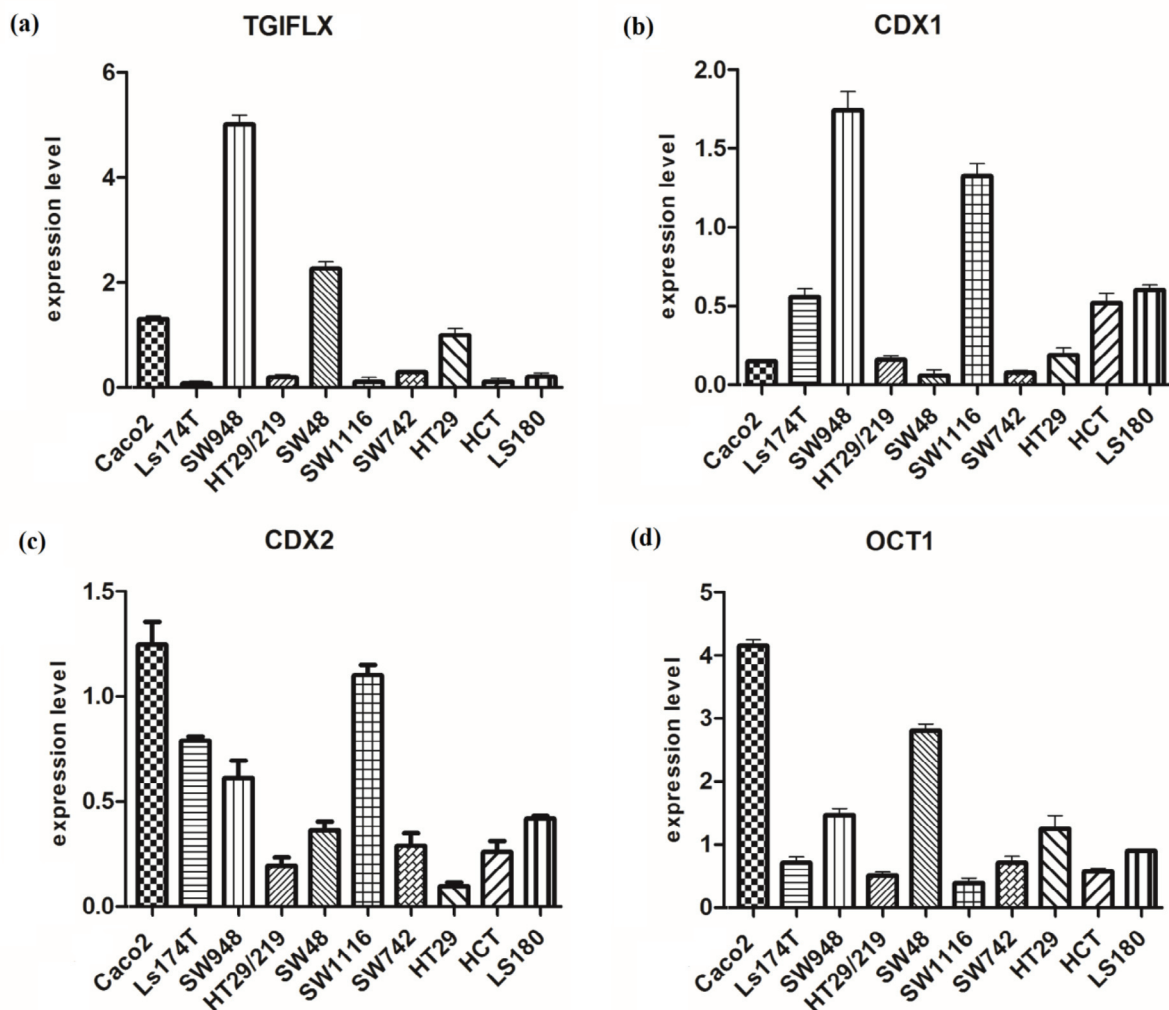 (a)
TGIFLX
expression level
6
4
2
0
Caco2
Ls174T
SW948
HT29/219
SW48
SW1116
SW742
HT29
HCT
LS180
(b)
CDX1
expression level
2.0
1.5
1.0
0.5
0.0
Caco2
Ls174T
SW948
HT29/219
SW48
SW1116
SW742
HT29
HCT
LS180
(c)
CDX2
expression level
1.5
1.0
0.5
0.0
Caco2
Ls174T
SW948
HT29/219
SW48
SW1116
SW742
HT29
HCT
LS180
(d)
OCT1
expression level
5
4
3
2
1
0
Caco2
Ls174T
SW948
HT29/219
SW48
SW1116
SW742
HT29
HCT
LS180